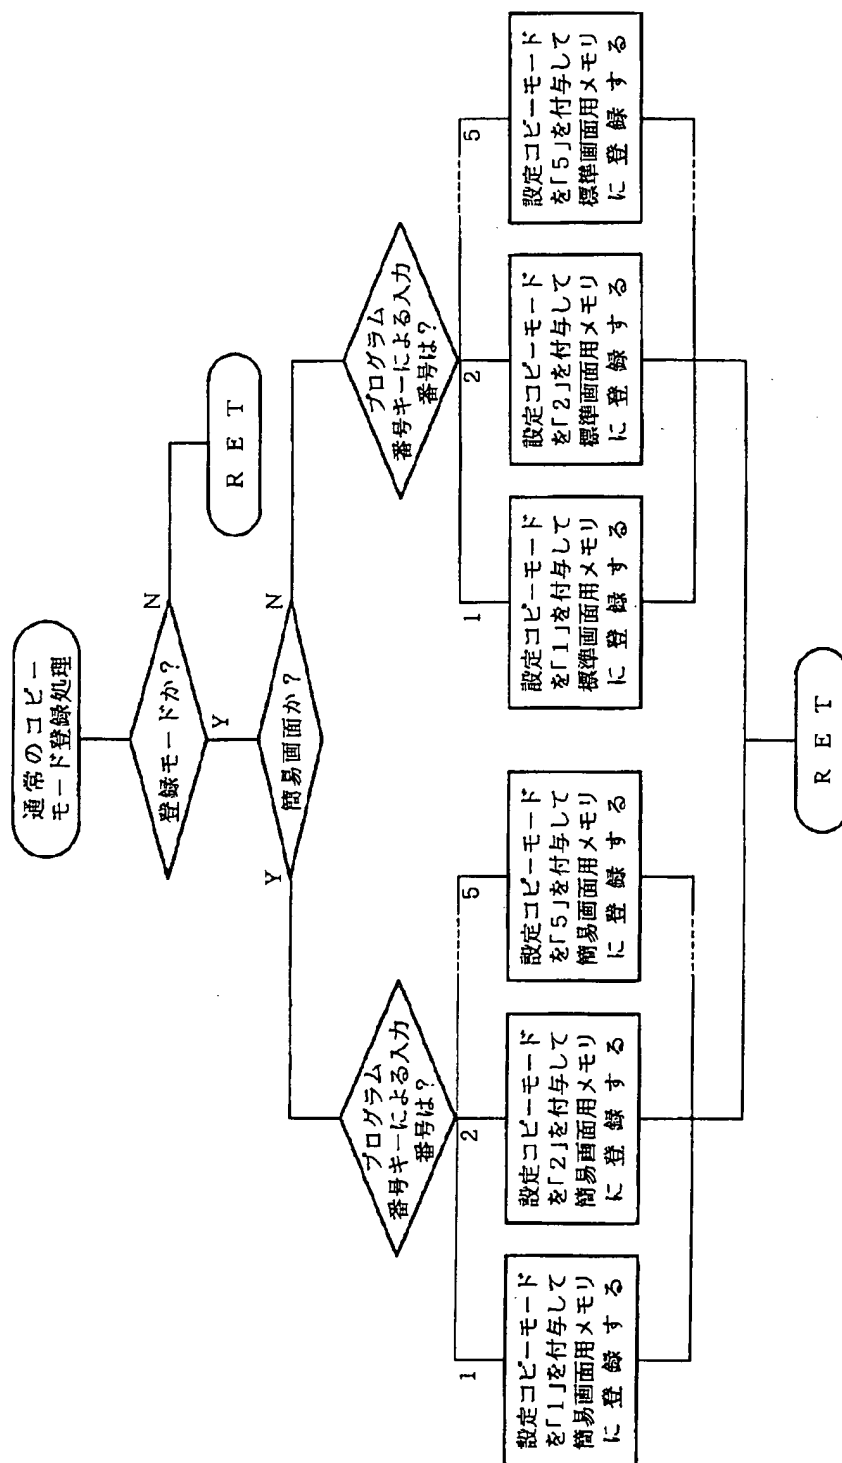 通常のコピー
モード登録処理
登録モードか?
N
R E T
Y
簡易画面か?
Y
N
プログラム
番号キーによる入力
番号は?
1
2
5
設定コピーモード
を「1」を付与して
簡易画面用メモリ
に登録する
設定コピーモード
を「2」を付与して
簡易画面用メモリ
に登録する
設定コピーモード
を「5」を付与して
簡易画面用メモリ
に登録する
プログラム
番号キーによる入力
番号は?
1
2
5
設定コピーモード
を「1」を付与して
標準画面用メモリ
に登録する
設定コピーモード
を「2」を付与して
標準画面用メモリ
に登録する
設定コピーモード
を「5」を付与して
標準画面用メモリ
に登録する
R E T